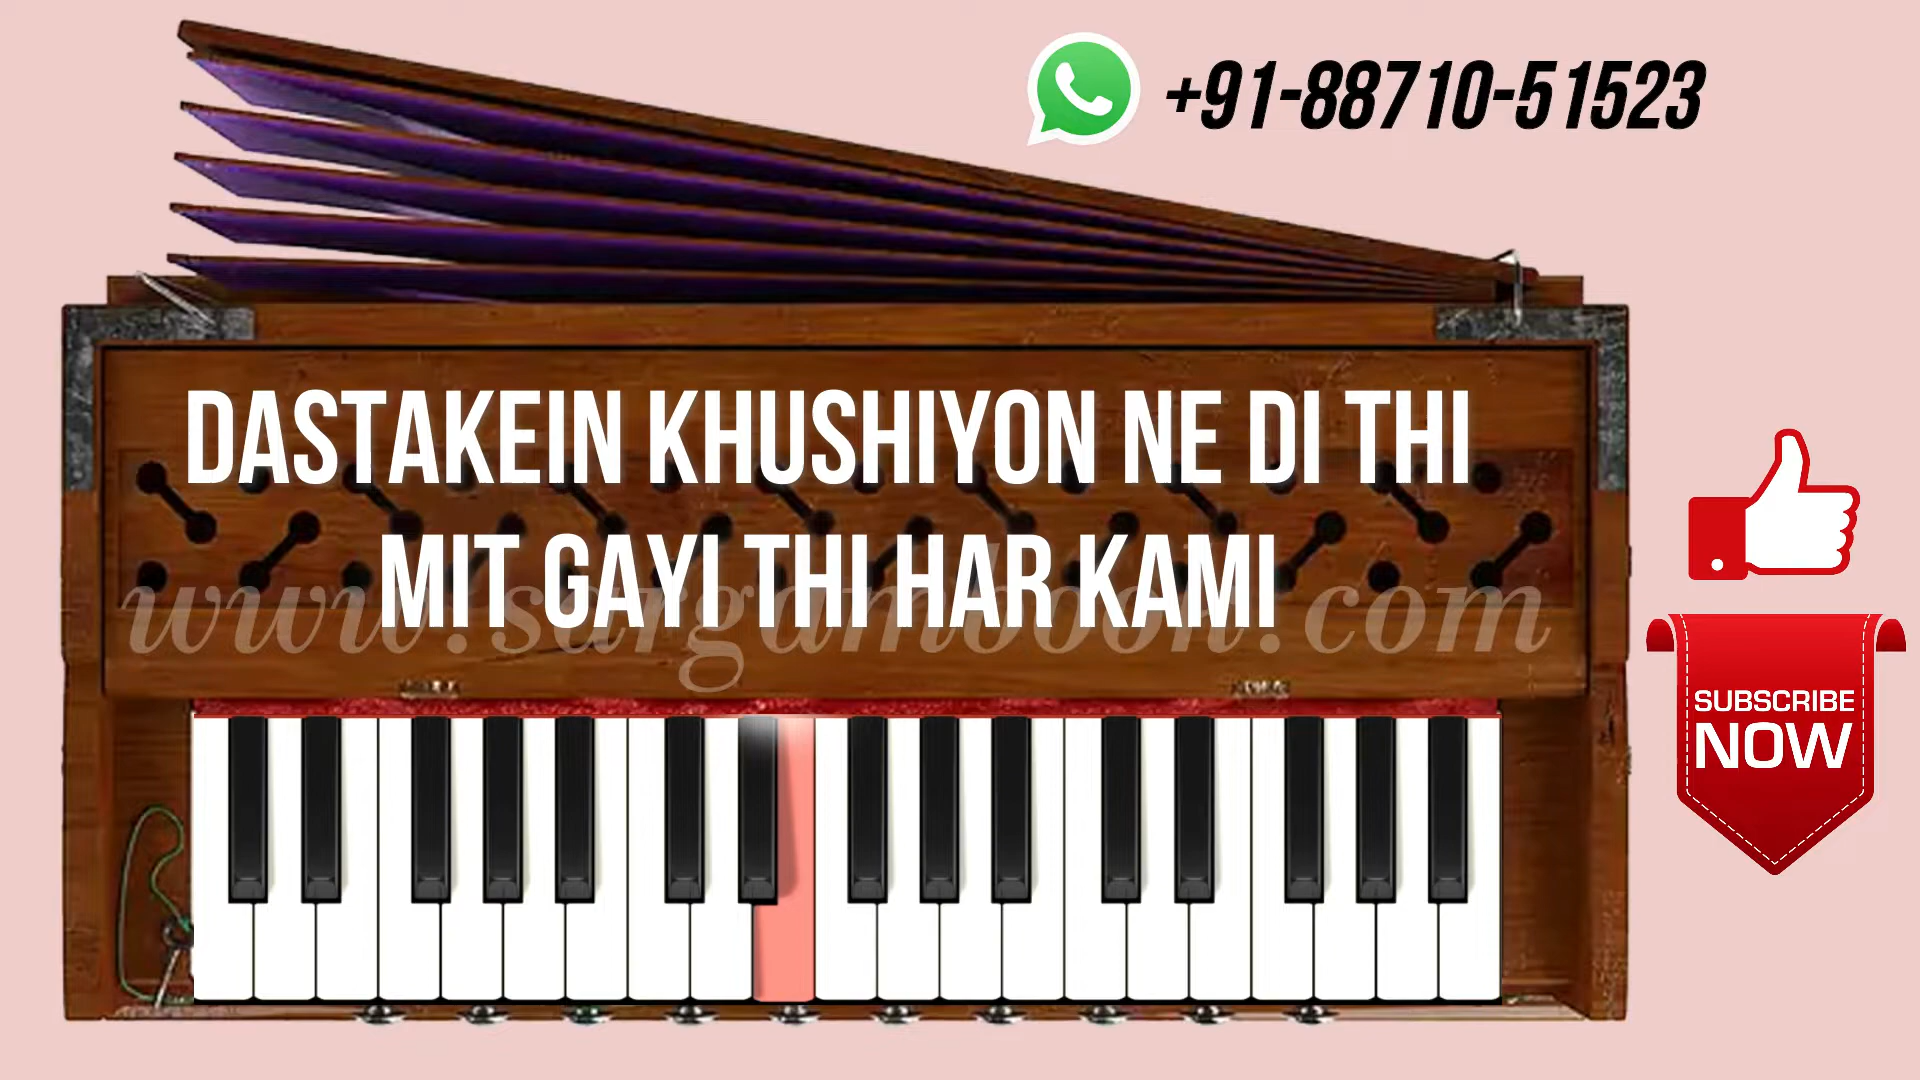 +91-88710-51523
DASTAKEIN KHUSHIYON NE DI THI
MIT GAYI THI HAR KAMI
www.sargambook.com
SUBSCRIBE
NOW